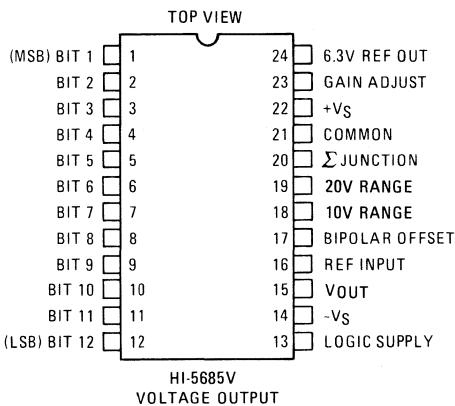 TOP VIEW
(MSB) BIT 1 1 24 6.3V REF OUT
BIT 2 2 23 GAIN ADJUST
BIT 3 3 22 +VS
BIT 4 4 21 COMMON
BIT 5 5 20 ΣJUNCTION
BIT 6 6 19 20V RANGE
BIT 7 7 18 10V RANGE
BIT 8 8 17 BIPOLAR OFFSET
BIT 9 9 16 REF INPUT
BIT 10 10 15 VOUT
BIT 11 11 14 -VS
(LSB) BIT 12 12 13 LOGIC SUPPLY
HI-5685V
VOLTAGE OUTPUT